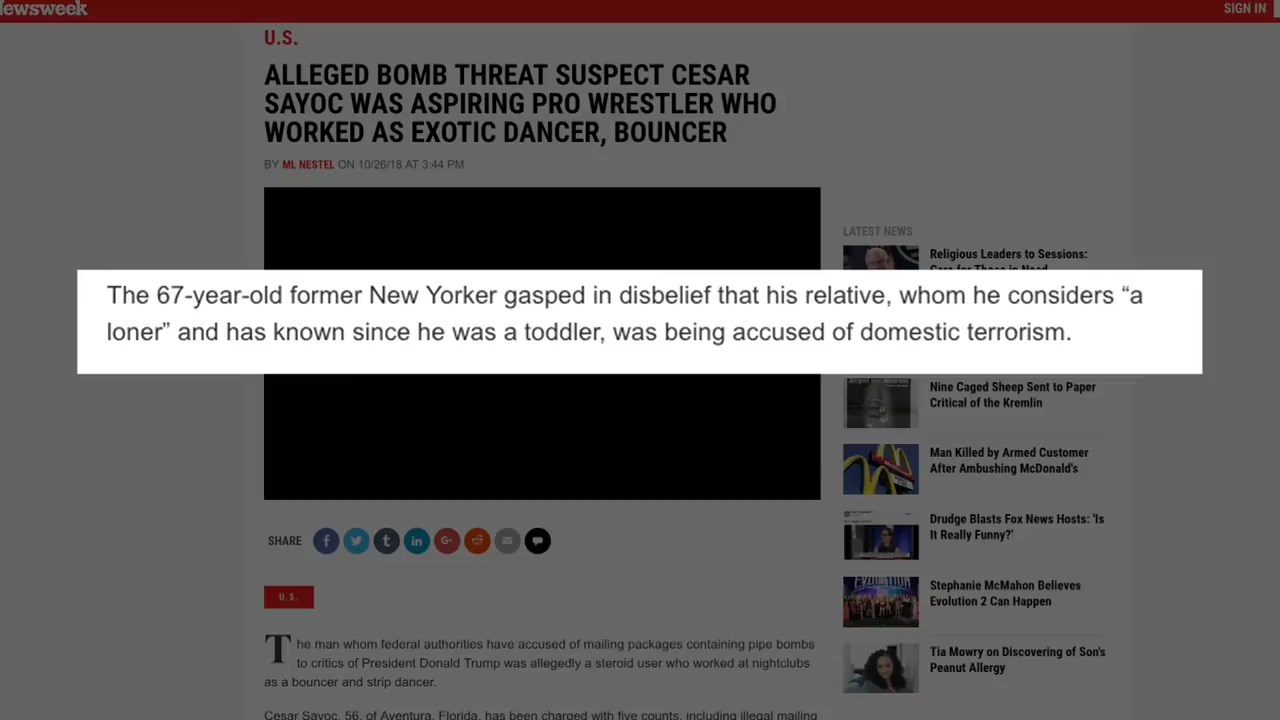 Newsweek
SIGN IN
U.S.
ALLEGED BOMB THREAT SUSPECT CESAR
SAYOC WAS ASPIRING PRO WRESTLER WHO
WORKED AS EXOTIC DANCER, BOUNCER
BY ML NESTEL ON 10/26/18 AT 3:44 PM
LATEST NEWS
Religious Leaders to Sessions:
Care for Those in Need
The 67-year-old former New Yorker gasped in disbelief that his relative, whom he considers “a
loner” and has known since he was a toddler, was being accused of domestic terrorism.
Nine Caged Sheep Sent to Paper
Critical of the Kremlin
Man Killed by Armed Customer
After Ambushing McDonald's
Drudge Blasts Fox News Hosts: 'Is
It Really Funny?'
Stephanie McMahon Believes
Evolution 2 Can Happen
Tia Mowry on Discovering of Son's
Peanut Allergy
SHARE
U.S.
The man whom federal authorities have accused of mailing packages containing pipe bombs
to critics of President Donald Trump was allegedly a steroid user who worked at nightclubs
as a bouncer and strip dancer.
Cesar Sayoc, 56, of Aventura, Florida, has been charged with five counts, including illegal mailing